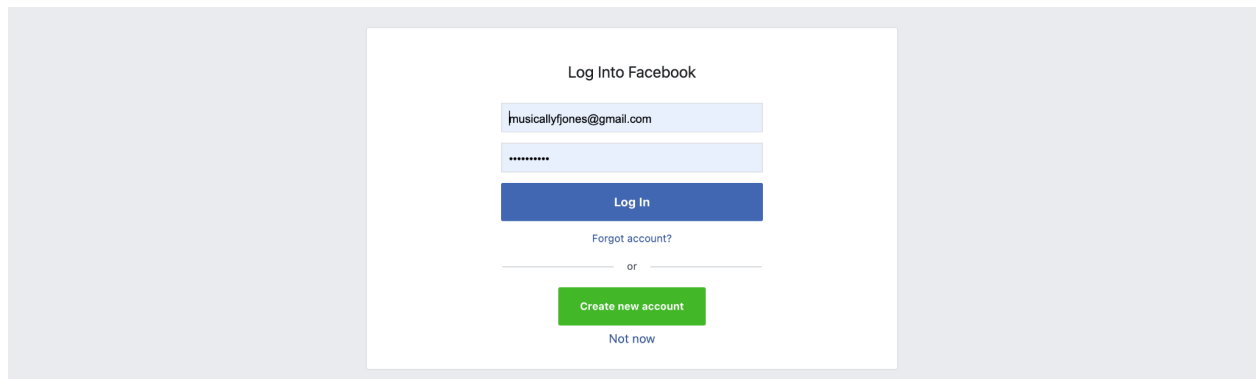 Log Into Facebook
musicallyfjones@gmail.com
••••••••••
Log In
Forgot account?
or
Create new account
Not now